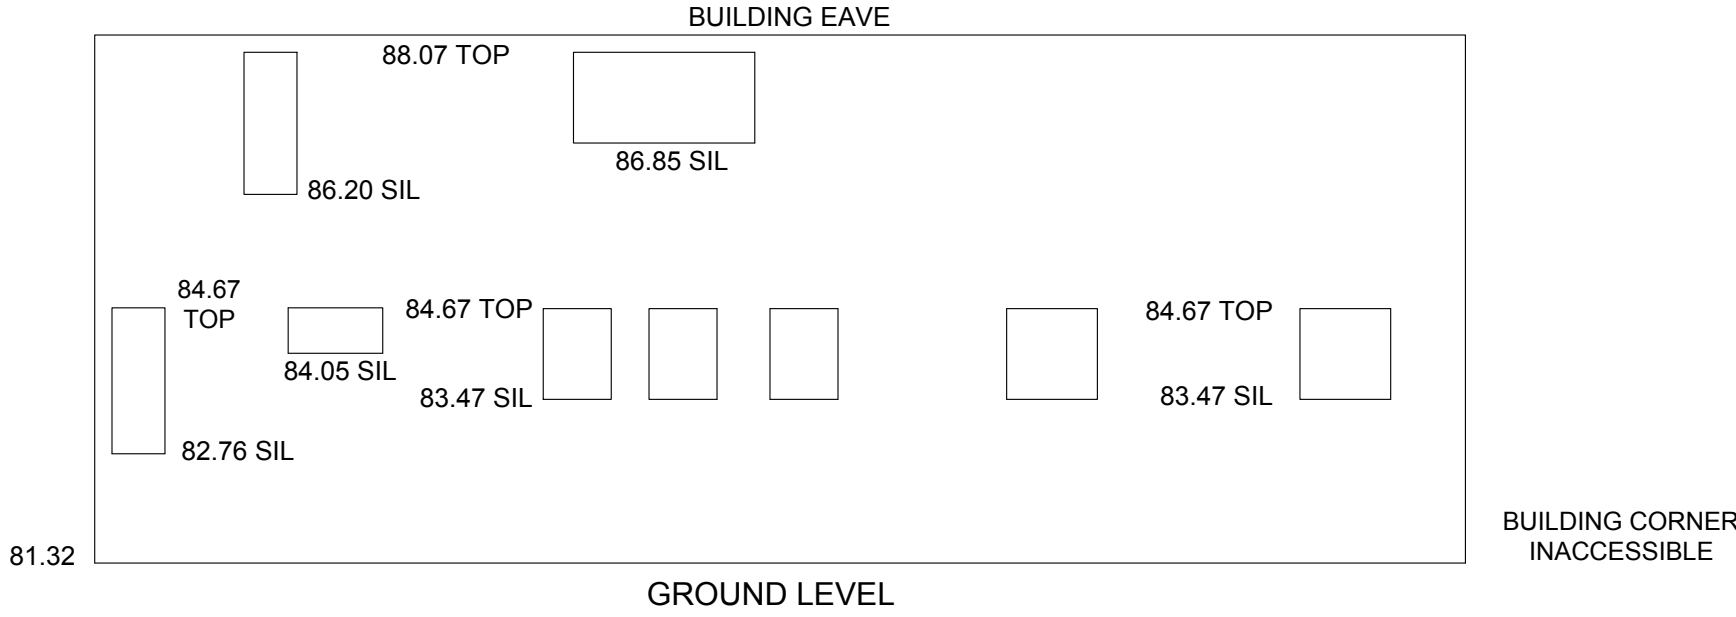 BUILDING EAVE
88.07 TOP
86.85 SIL
86.20 SIL
84.67
TOP
84.67 TOP
84.67 TOP
84.05 SIL
83.47 SIL
83.47 SIL
82.76 SIL
BUILDING CORNER
INACCESSIBLE
81.32
GROUND LEVEL